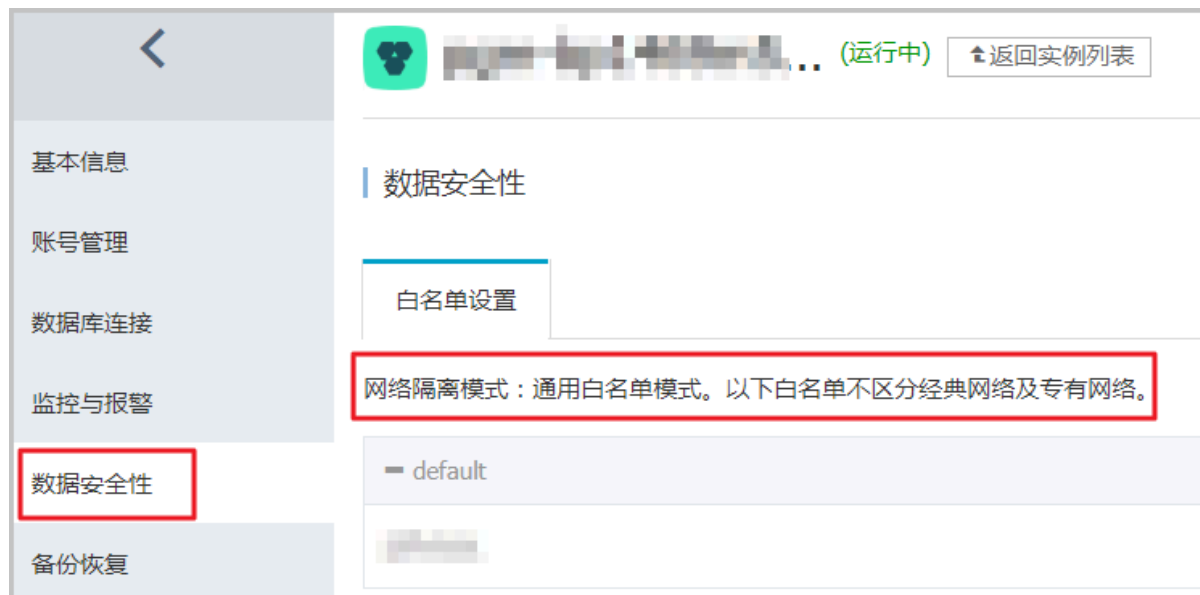 (运行中) 返回实例列表
基本信息
账号管理
数据库连接
监控与报警
数据安全性
备份恢复
数据安全性
白名单设置
网络隔离模式：通用白名单模式。以下白名单不区分经典网络及专有网络。
default